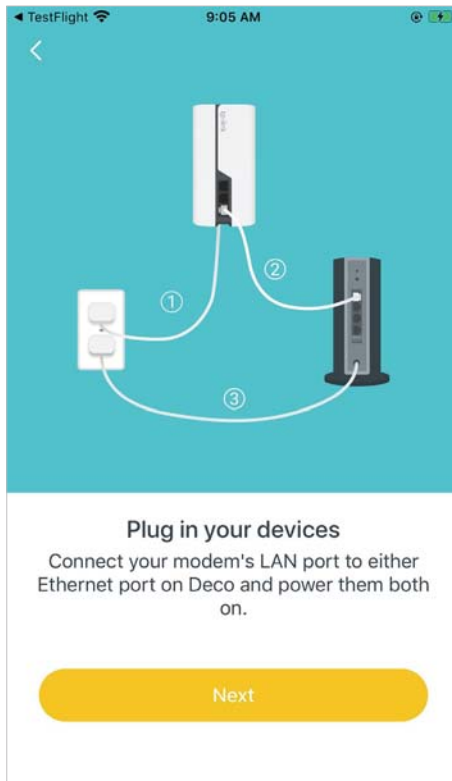 TestFlight 9:05 AM
①
②
③
Plug in your devices
Connect your modem's LAN port to either
Ethernet port on Deco and power them both
on.
Next